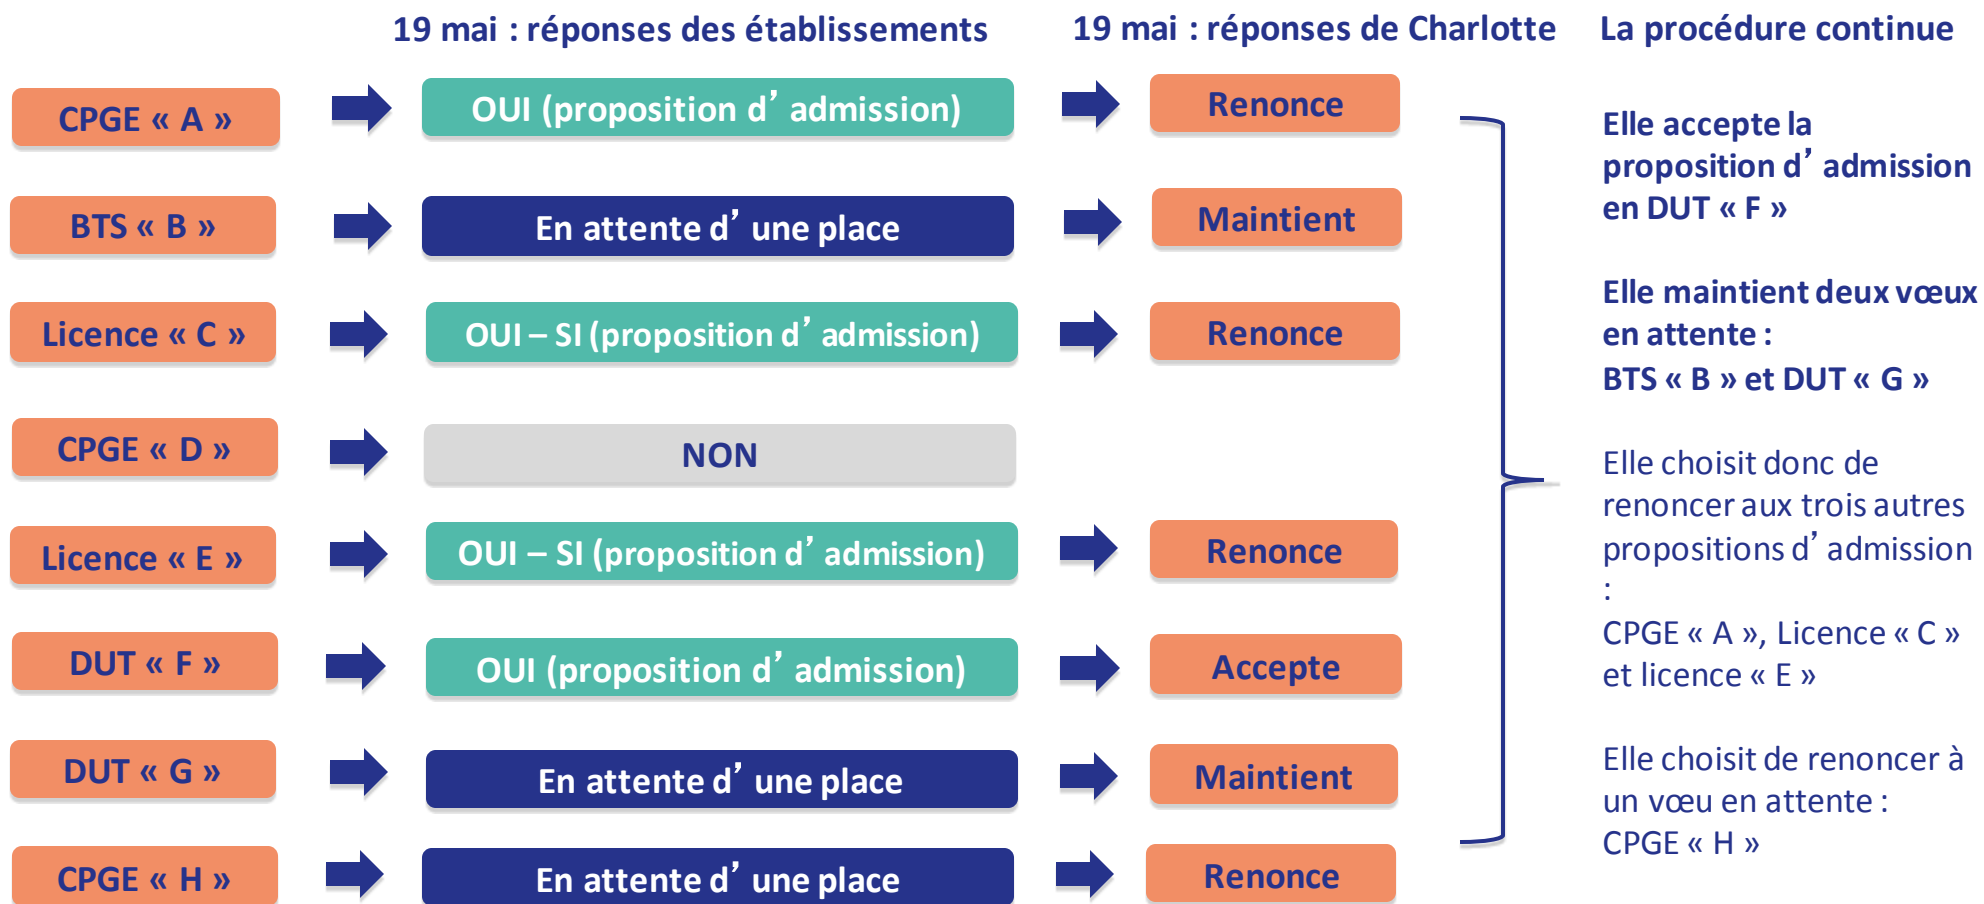 19 mai : réponses des établissements
19 mai : réponses de Charlotte
La procédure continue
CPGE « A »
OUI (proposition d’ admission)
Renonce
BTS « B »
En attente d’ une place
Maintient
Licence « C »
OUI – SI (proposition d’ admission)
Renonce
CPGE « D »
NON
Licence « E »
OUI – SI (proposition d’ admission)
Renonce
DUT « F »
OUI (proposition d’ admission)
Accepte
DUT « G »
En attente d’ une place
Maintient
CPGE « H »
En attente d’ une place
Renonce
Elle accepte la
proposition d’ admission
en DUT « F »
Elle maintient deux vœux
en attente :
BTS « B » et DUT « G »
Elle choisit donc de
renoncer aux trois autres
propositions d’ admission
:
CPGE « A », Licence « C »
et licence « E »
Elle choisit de renoncer à
un vœu en attente :
CPGE « H »